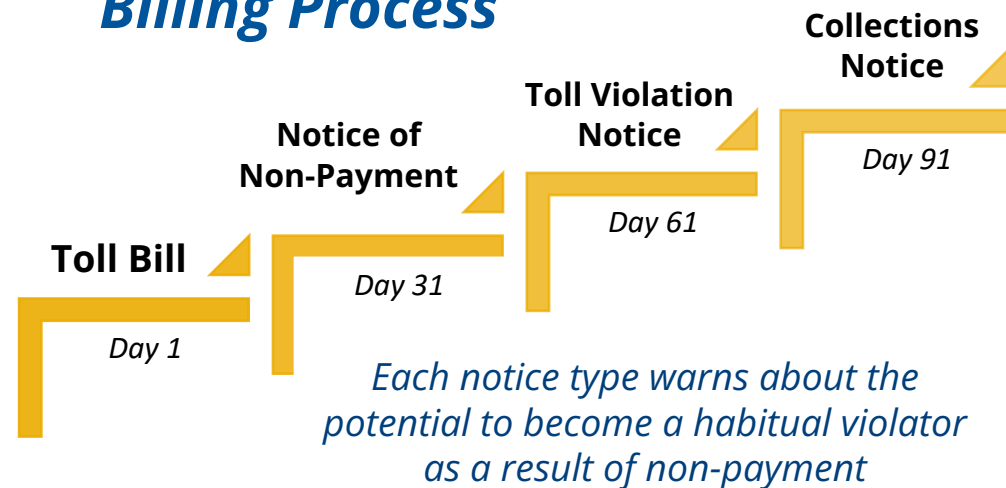 Billing Process
Toll Bill
Day 1
Notice of
Non-Payment
Day 31
Toll Violation
Notice
Day 61
Collections
Notice
Day 91
Each notice type warns about the
potential to become a habitual violator
as a result of non-payment